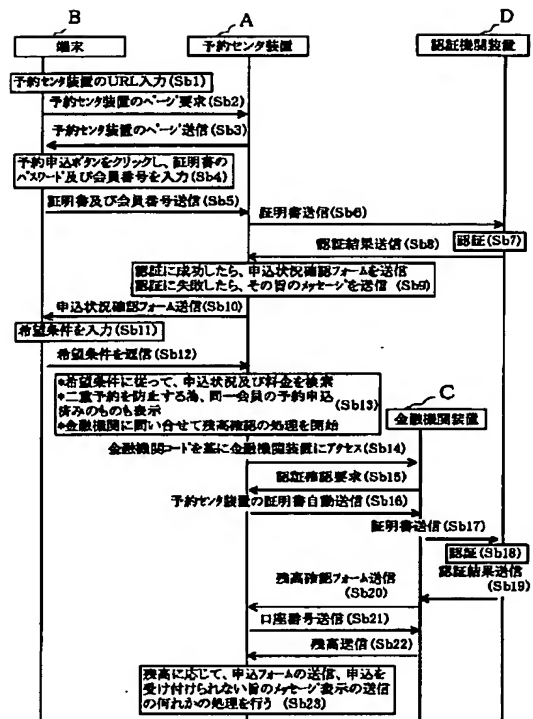 B
A
D
端末
予約センタ装置
認証機関装置
予約センタ装置のURL入力(Sb1)
予約センタ装置のページ要求(Sb2)
予約センタ装置のページ送信(Sb3)
予約申込ボタンをクリックし、証明書の
パスワード及び会員番号を入力(Sb4)
証明書及び会員番号送信(Sb5)
証明書送信(Sb6)
認証(Sb7)
認証結果送信(Sb8)
認証に成功したら、申込状況確認フォームを送信
認証に失敗したら、その旨のメッセージを送信 (Sb9)
申込状況確認フォーム送信(Sb10)
希望条件を入力(Sb11)
希望条件を返信(Sb12)
*希望条件に従って、申込状況及び料金を検索
*二重予約を防止する為、同一会員の予約申込
済みのものも表示
(Sb13)
*金融機関に問い合せて残高確認の処理を開始
C
金融機関装置
金融機関コードを基に金融機関装置にアクセス(Sb14)
認証確認要求(Sb15)
予約センタ装置の証明書自動送信(Sb16)
証明書送信(Sb17)
認証(Sb18)
認証結果送信
(Sb19)
残高確認フォーム送信
(Sb20)
口座番号送信(Sb21)
残高送信(Sb22)
残高に応じて、申込フォームの送信、申込を
受け付けられない旨のメッセージ表示の送信
の何れかの処理を行う (Sb23)